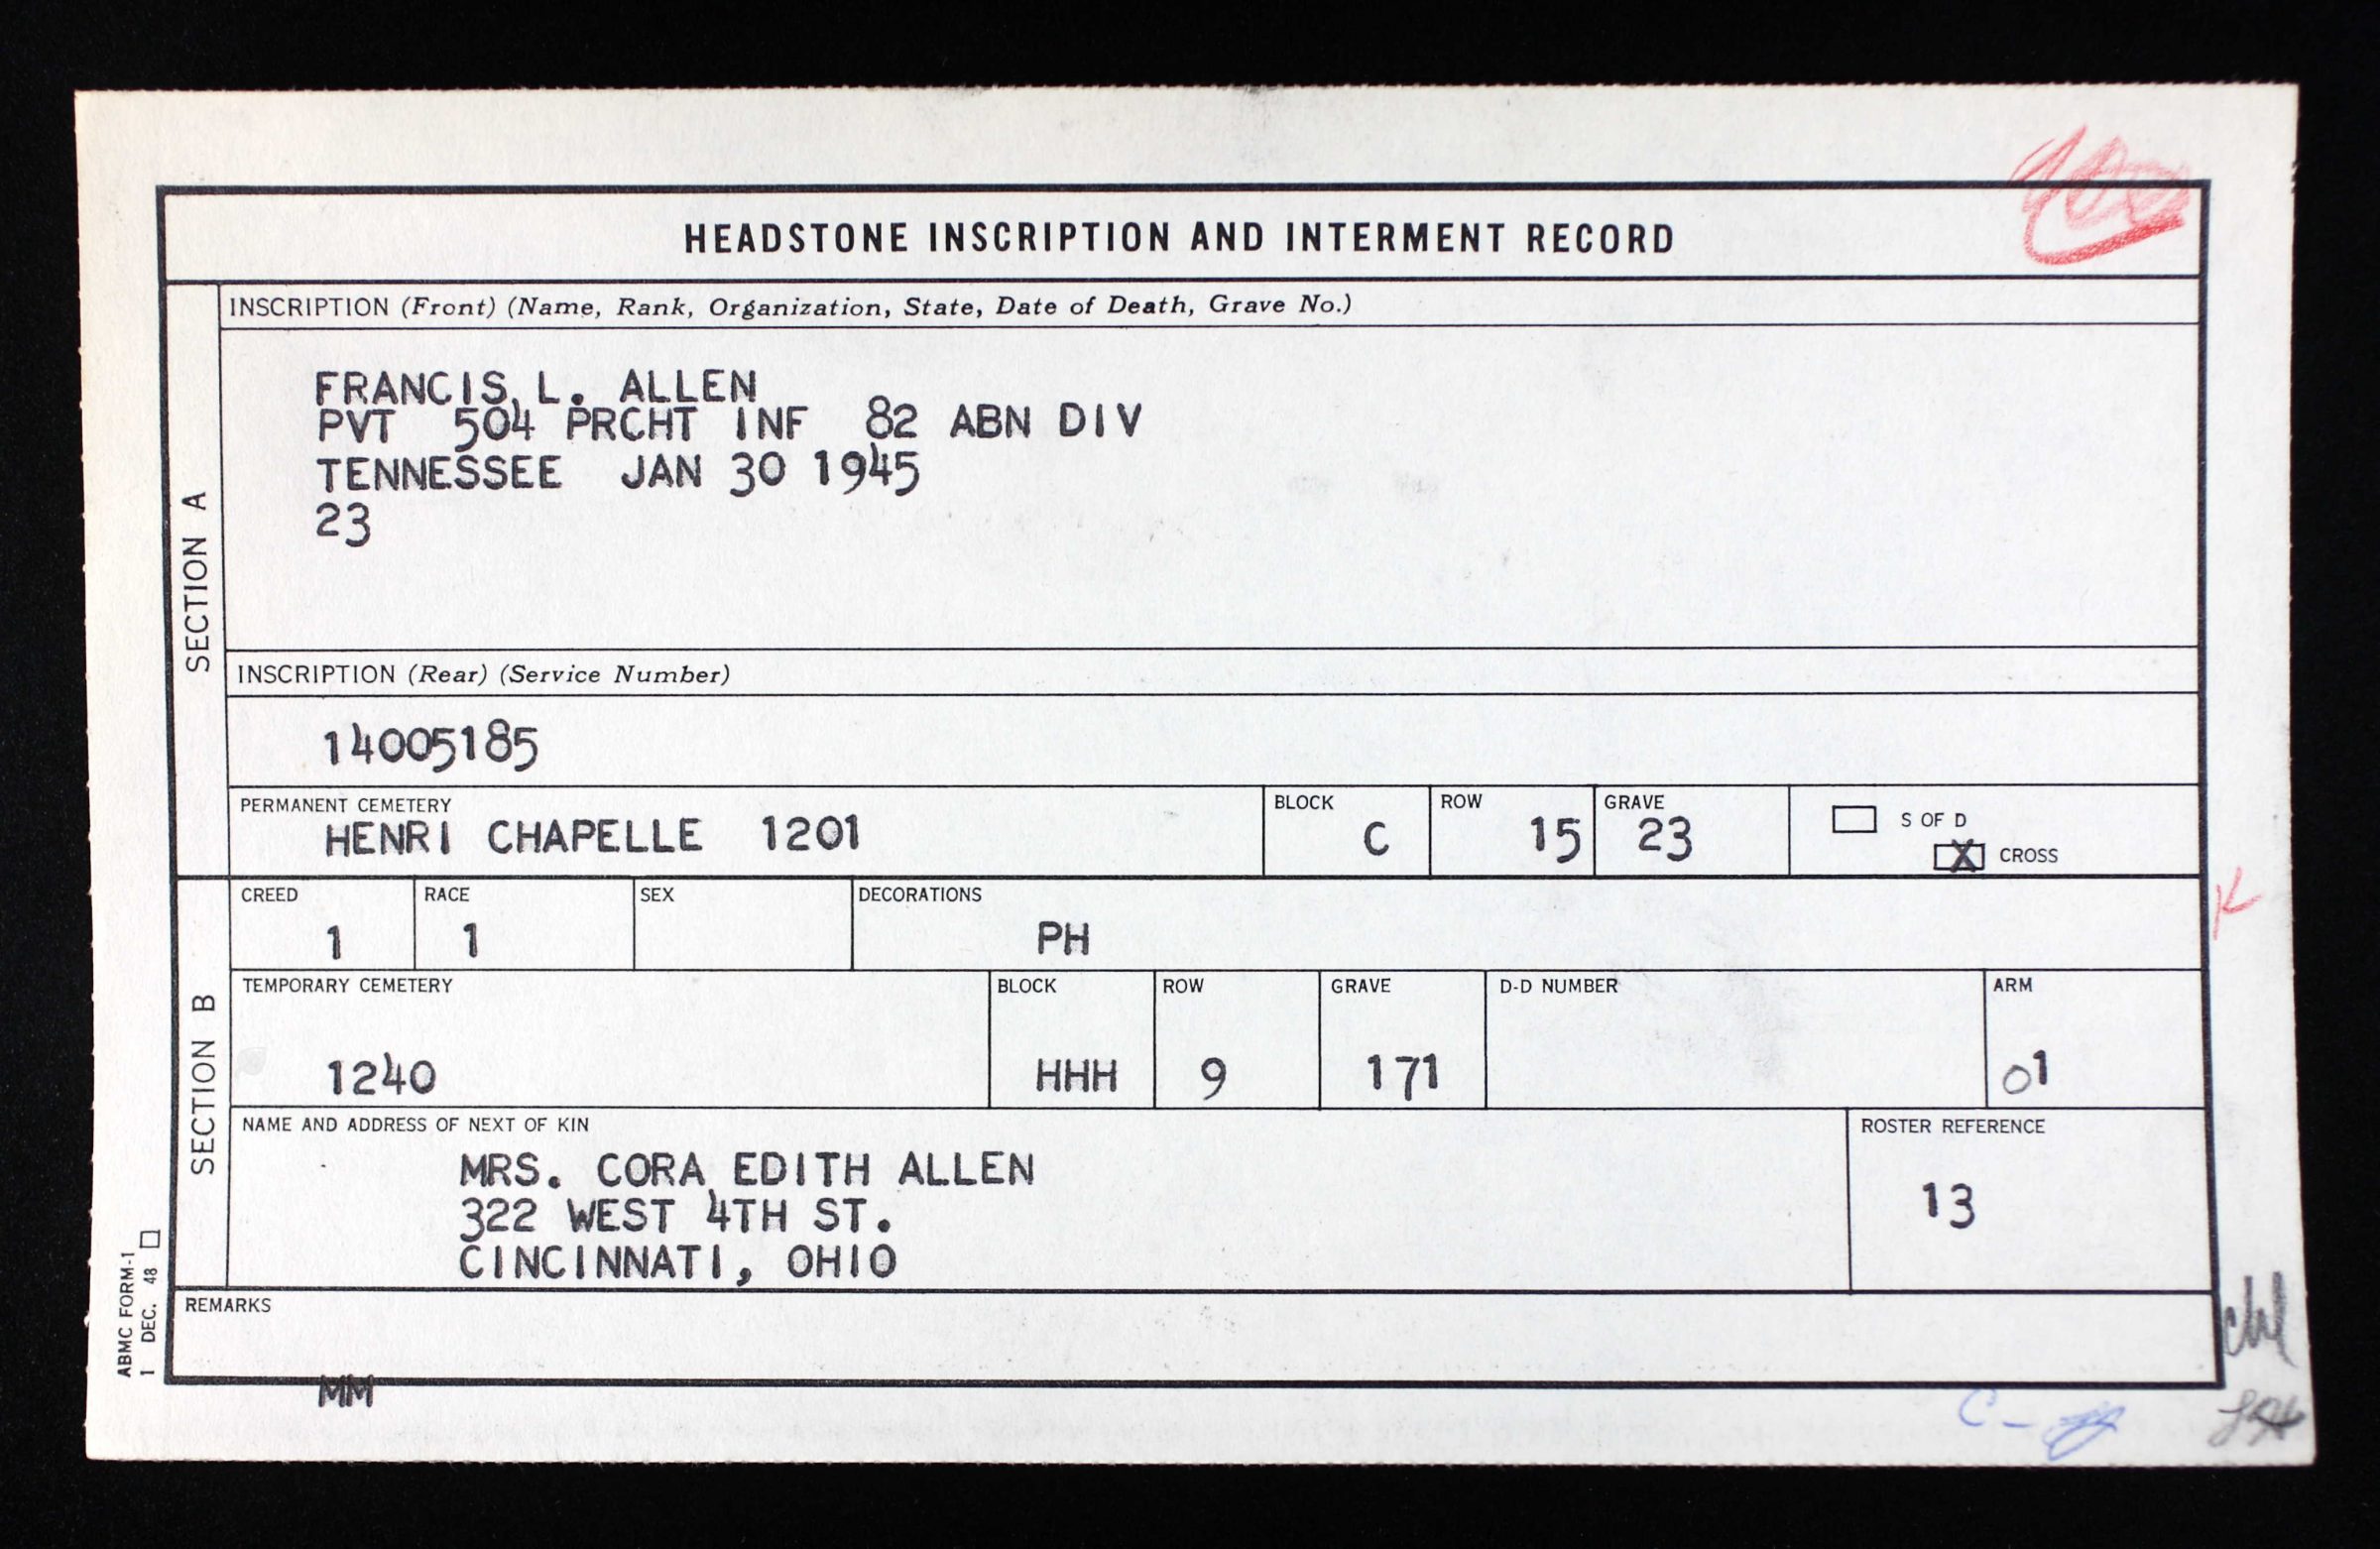 HEADSTONE INSCRIPTION AND INTERMENT RECORD
SECTION A
INSCRIPTION (Front) (Name, Rank, Organization, State, Date of Death, Grave No.)
FRANCIS L. ALLEN
PVT 504 PRCHT INF 82 ABN DIV
TENNESSEE JAN 30 1945
23
INSCRIPTION (Rear) (Service Number)
14005185
PERMANENT CEMETERY BLOCK ROW GRAVE
HENRI CHAPELLE 1201 C 15 23
S OF D
X CROSS
K
SECTION B
CREED RACE SEX DECORATIONS
1 1 PH
TEMPORARY CEMETERY BLOCK ROW GRAVE D-D NUMBER ARM
1240 HHH 9 171 01
NAME AND ADDRESS OF NEXT OF KIN ROSTER REFERENCE
MRS. CORA EDITH ALLEN
322 WEST 4TH ST.
CINCINNATI, OHIO
13
REMARKS
MM
ABMC FORM-1
1 DEC. 48